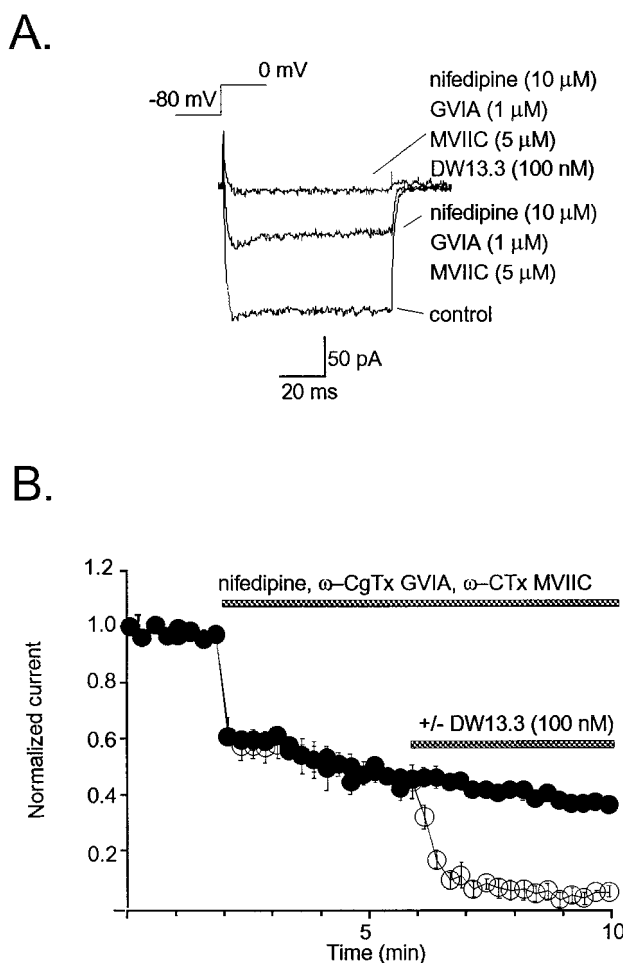 A.
0 mV
-80 mV
nifedipine (10 μM)
GVIA (1 μM)
MVIIC (5 μM)
DW13.3 (100 nM)
nifedipine (10 μM)
GVIA (1 μM)
MVIIC (5 μM)
control
50 pA
20 ms
B.
Normalized current
1.2
1.0
0.8
0.6
0.4
0.2
nifedipine, ω–CgTx GVIA, ω–CTx MVIIC
+/- DW13.3 (100 nM)
5
10
Time (min)